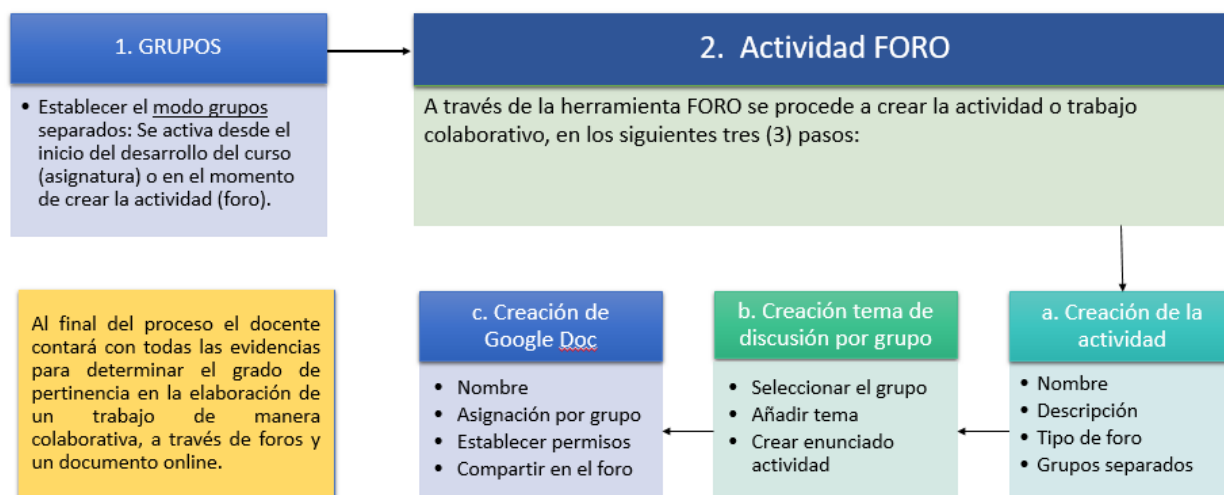 1. GRUPOS
• Establecer el modo grupos
separados: Se activa desde el
inicio del desarrollo del curso
(asignatura) o en el momento
de crear la actividad (foro).
2. Actividad FORO
A través de la herramienta FORO se procede a crear la actividad o trabajo
colaborativo, en los siguientes tres (3) pasos:
a. Creación de la
actividad
• Nombre
• Descripción
• Tipo de foro
• Grupos separados
b. Creación tema de
discusión por grupo
• Seleccionar el grupo
• Añadir tema
• Crear enunciado
actividad
c. Creación de
Google Doc
• Nombre
• Asignación por grupo
• Establecer permisos
• Compartir en el foro
Al final del proceso el docente
contará con todas las evidencias
para determinar el grado de
pertinencia en la elaboración de
un trabajo de manera
colaborativa, a través de foros y
un documento online.